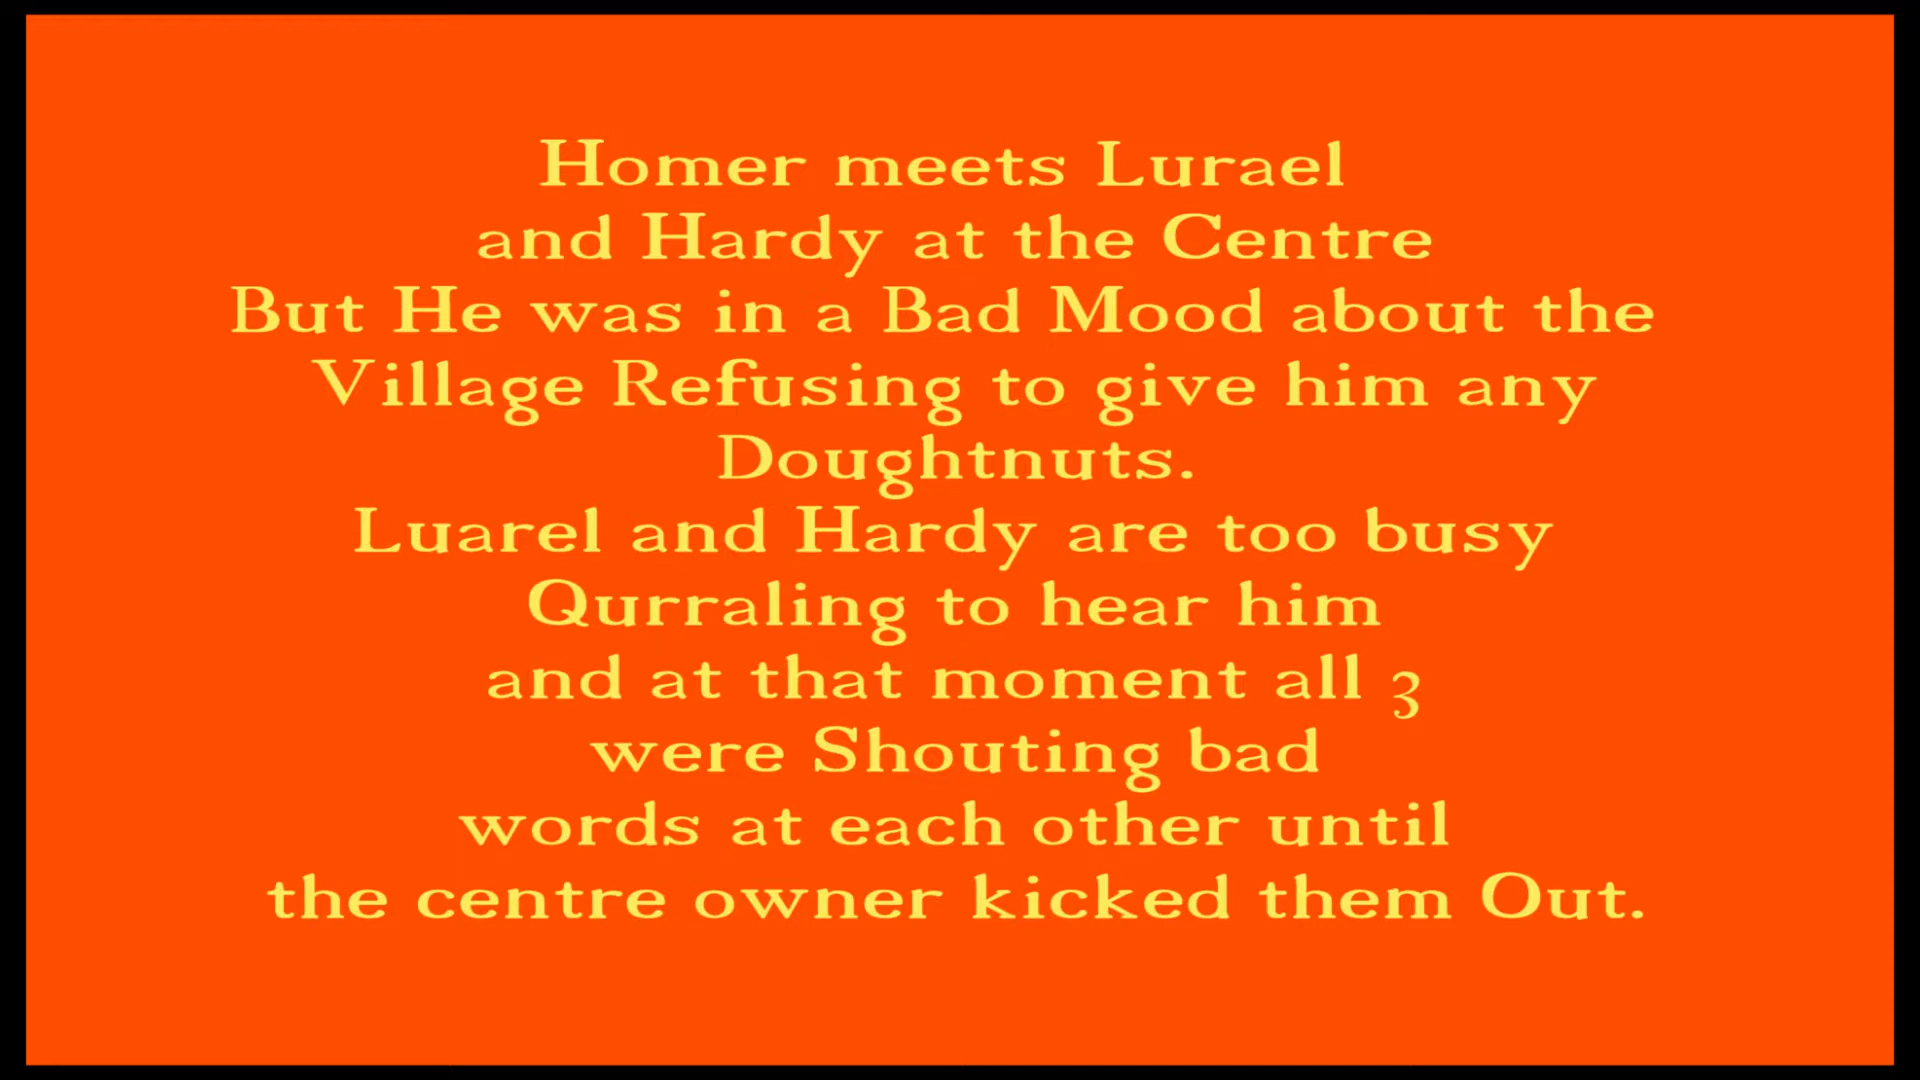 Homer meets Lurael
and Hardy at the Centre
But He was in a Bad Mood about the
Village Refusing to give him any
Doughtnuts.
Luarel and Hardy are too busy
Qurraling to hear him
and at that moment all 3
were Shouting bad
words at each other until
the centre owner kicked them Out.